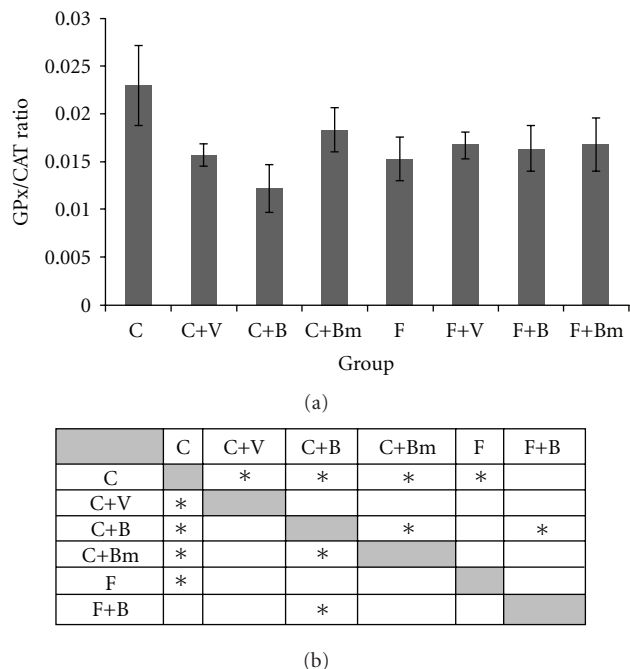 0.03
0.025
0.02
0.015
0.01
0.005
0
GPx/CAT ratio
C C+V C+B C+Bm F F+V F+B F+Bm
Group
(a)
C C+V C+B C+Bm F F+B
C * * * *
C+V *
C+B * * *
C+Bm * *
F *
F+B *
(b)